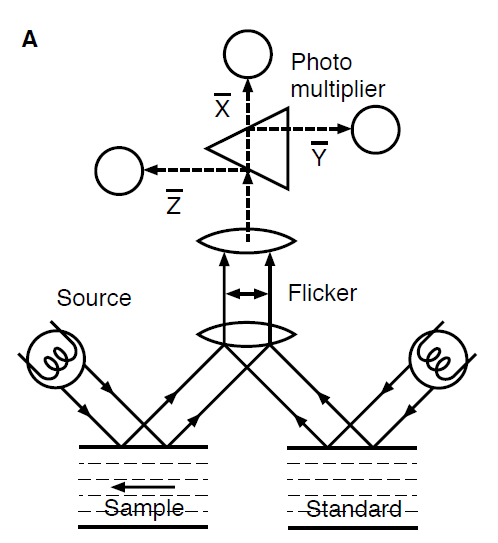 A
Photo
multiplier
X̅
Y̅
Z̅
Source
Flicker
Sample
Standard